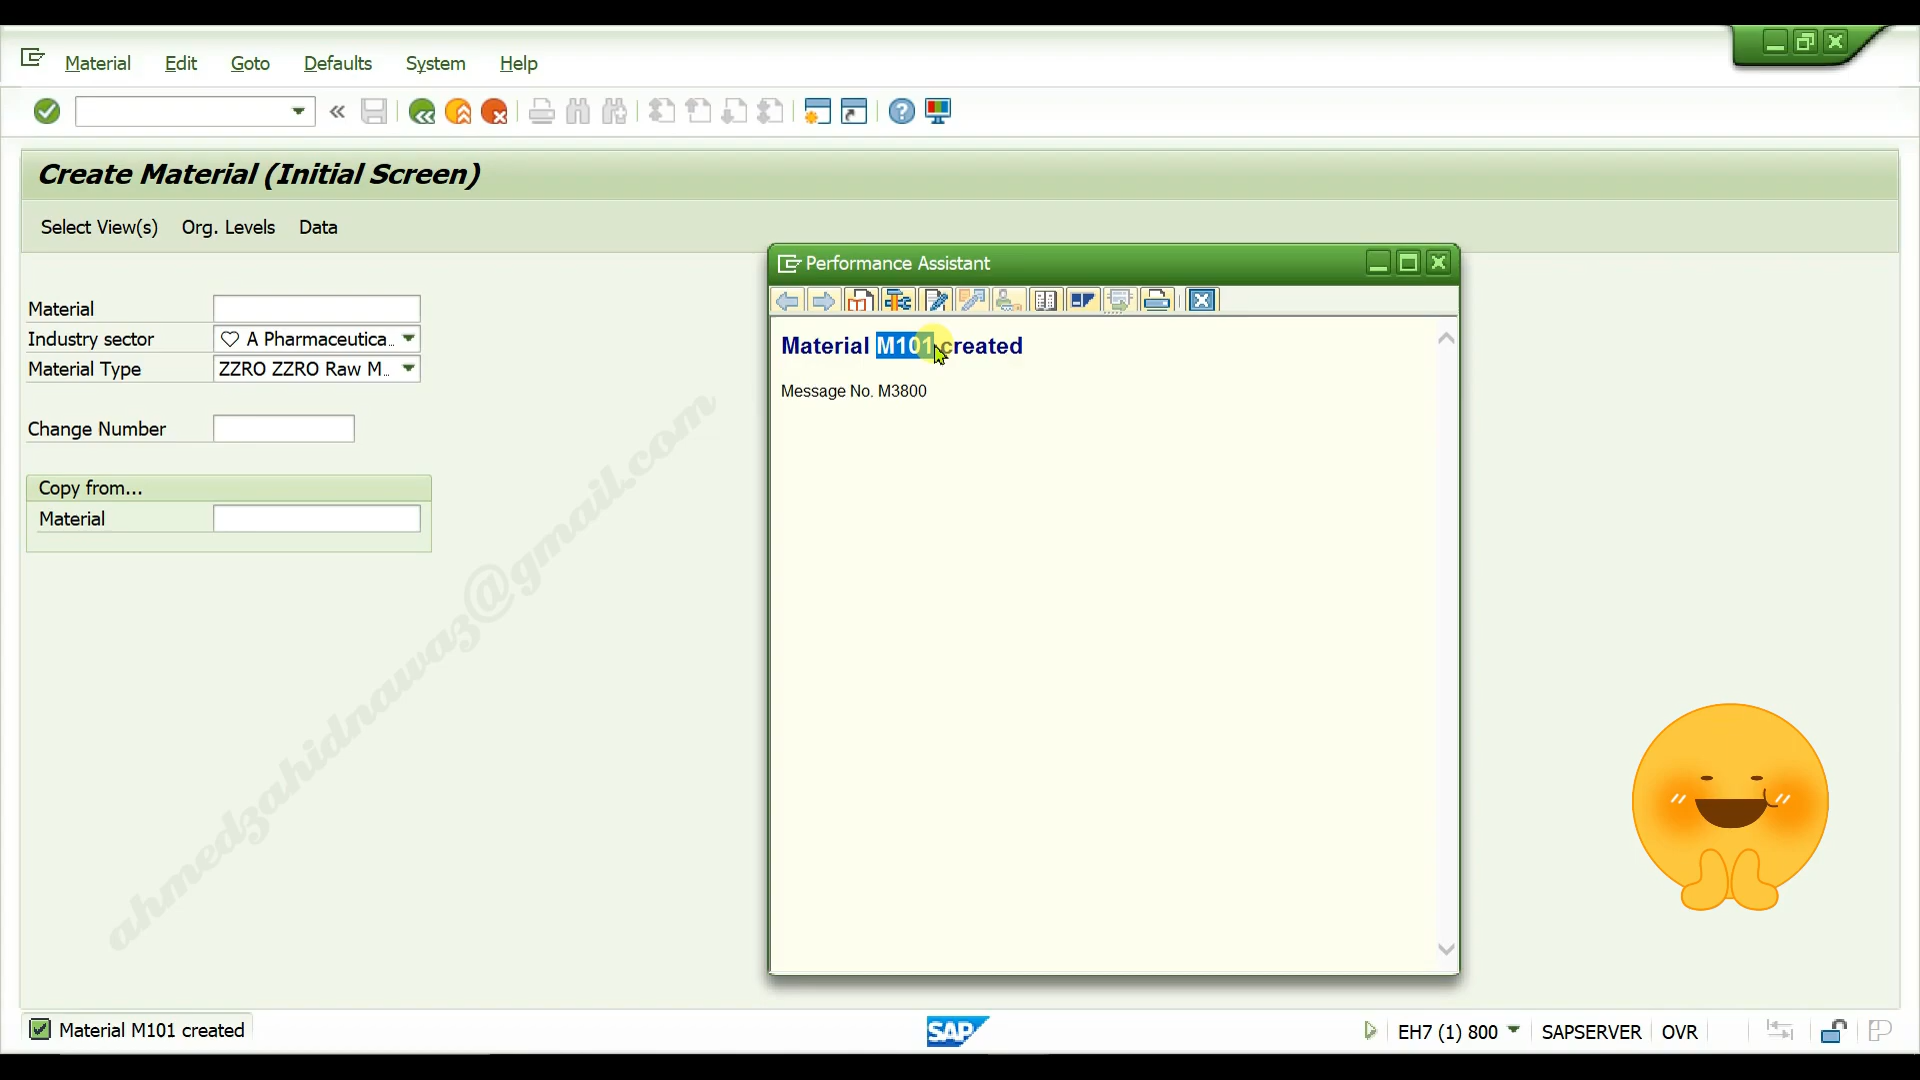 Material Edit Goto Defaults System Help
Create Material (Initial Screen)
Select View(s) Org. Levels Data
Material
Industry sector A Pharmaceutica..
Material Type ZZRO ZZRO Raw M..
Change Number
Copy from...
Material
Performance Assistant
Material M101 created
Message No. M3800
ahmedzahidnawaz@gmail.com
Material M101 created
SAP
EH7 (1) 800 SAPSERVER OVR